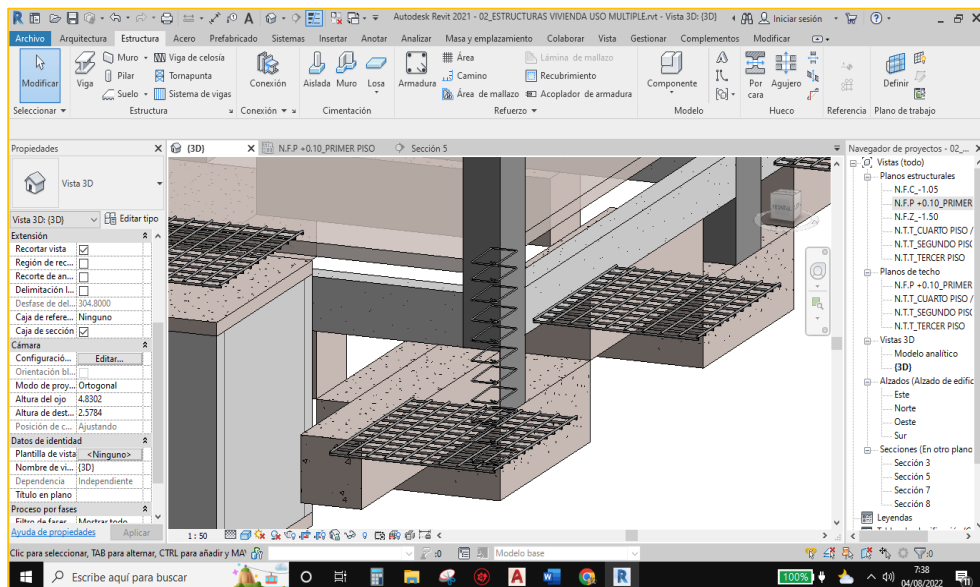 Autodesk Revit 2021 - 02_ESTRUCTURAS VIVIENDA USO MULTIPLE.rvt - Vista 3D: {3D}
Iniciar sesión
Archivo Arquitectura Estructura Acero Prefabricado Sistemas Insertar Anotar Analizar Masa y emplazamiento Colaborar Vista Gestionar Complementos Modificar
Modificar Viga Muro Viga de celosía Pilar Tornapunta Suelo Sistema de vigas Conexión Aislada Muro Losa Armadura Área Camino Área de mallazo Lámina de mallazo Recubrimiento Acoplador de armadura Componente Por cara Agujero Definir
Seleccionar Estructura Conexión Cimentación Refuerzo Modelo Hueco Referencia Plano de trabajo
Propiedades
Vista 3D
Vista 3D: {3D} Editar tipo
Extensión
Recortar vista
Región de rec...
Recorte de an...
Delimitación l...
Desfase de del... 304.8000
Caja de refere... Ninguno
Caja de sección
Cámara
Configuració... Editar...
Orientación bl...
Modo de proy... Ortogonal
Altura del ojo 4.8302
Altura de dest... 2.5784
Posición de c... Ajustando
Datos de identidad
Plantilla de vista <Ninguno>
Nombre de vi... {3D}
Dependencia Independiente
Título en plano
Proceso por fases
Filtro de fases Mostrar todo
Ayuda de propiedades Aplicar
{3D} N.F.P +0.10_PRIMER PISO Sección 5
1 : 50
Navegador de proyectos - 02_...
Vistas (todo)
Planos estructurales
N.F.C_-1.05
N.F.P +0.10_PRIMER
N.F.Z_-1.50
N.T.T_CUARTO PISO /
N.T.T_SEGUNDO PISO
N.T.T_TERCER PISO
Planos de techo
N.F.P +0.10_PRIMER
N.T.T_CUARTO PISO /
N.T.T_SEGUNDO PISO
N.T.T_TERCER PISO
Vistas 3D
Modelo analítico
{3D}
Alzados (Alzado de edific
Este
Norte
Oeste
Sur
Secciones (En otro plano
Sección 3
Sección 5
Sección 7
Sección 8
Leyendas
Clic para seleccionar, TAB para alternar, CTRL para añadir y MA
:0
Modelo base
:0
Escribe aquí para buscar
100%
7:38
04/08/2022